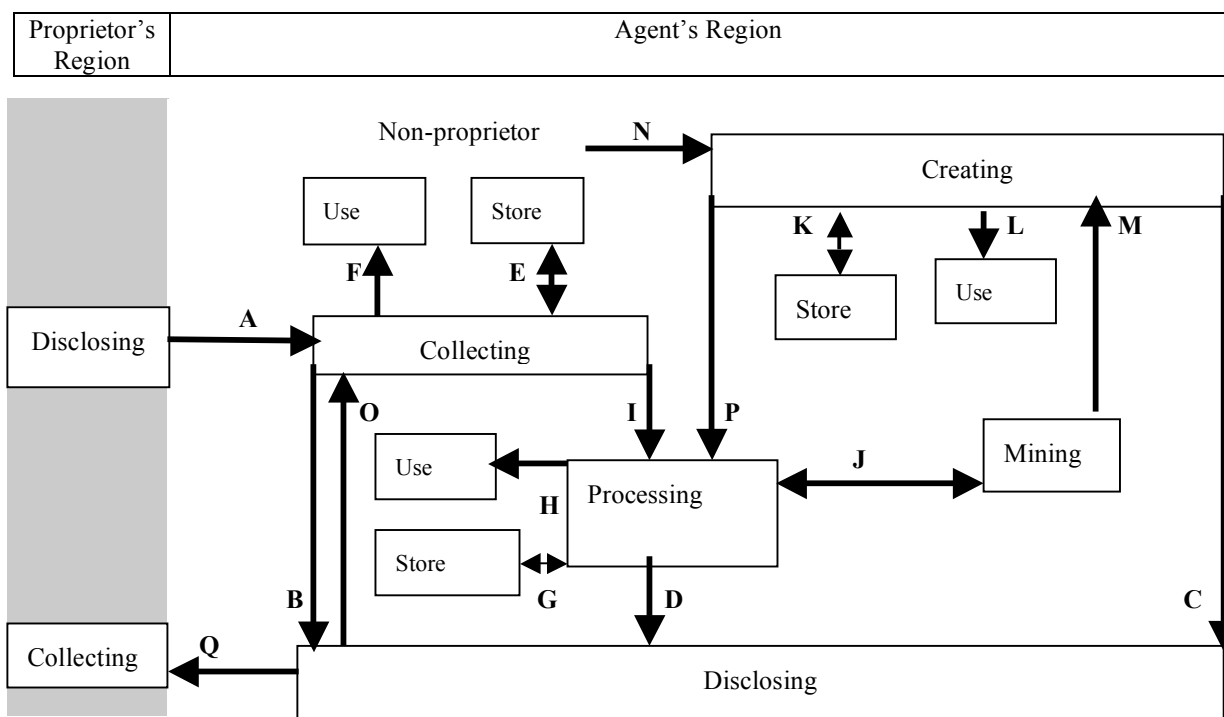 Proprietor's
Region
Agent's Region
Non-proprietor
N
Creating
Use
Store
K
L
M
F
E
Store
Use
A
Disclosing
Collecting
O
I
P
Use
J
Mining
Processing
H
Store
B
G
D
C
Q
Collecting
Disclosing